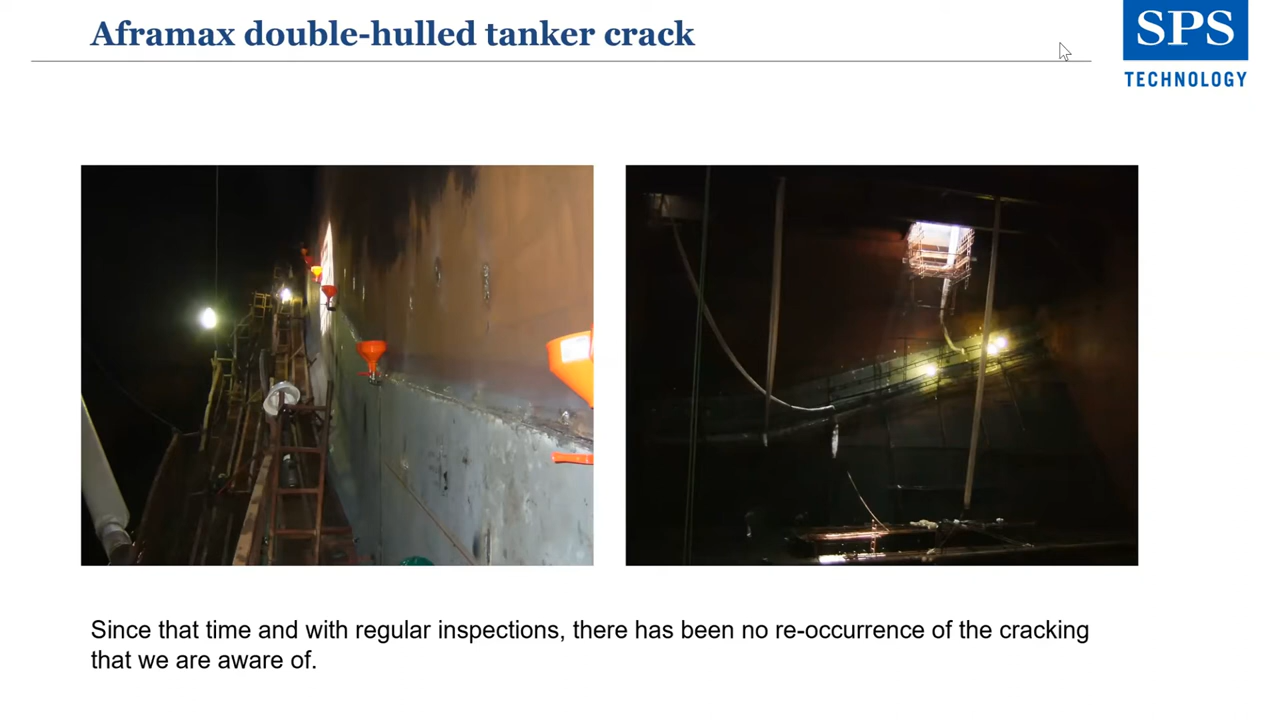 Aframax double-hulled tanker crack
SPS
TECHNOLOGY
Since that time and with regular inspections, there has been no re-occurrence of the cracking
that we are aware of.